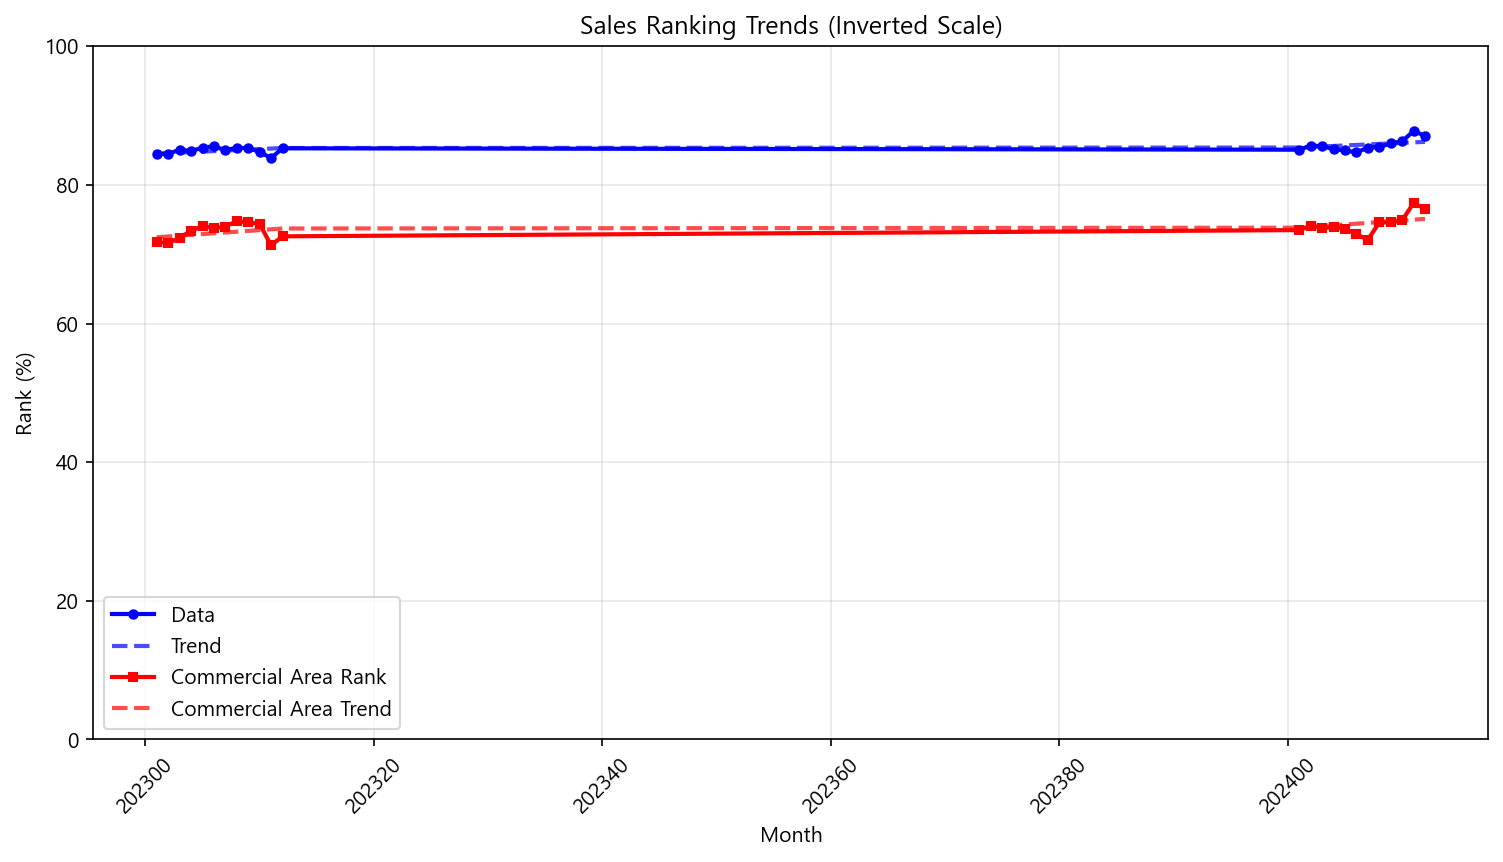 Sales Ranking Trends (Inverted Scale)
100
80
60
40
20
0
Rank (%)
Data
Trend
Commercial Area Rank
Commercial Area Trend
202300
202320
202340
202360
202380
202400
Month